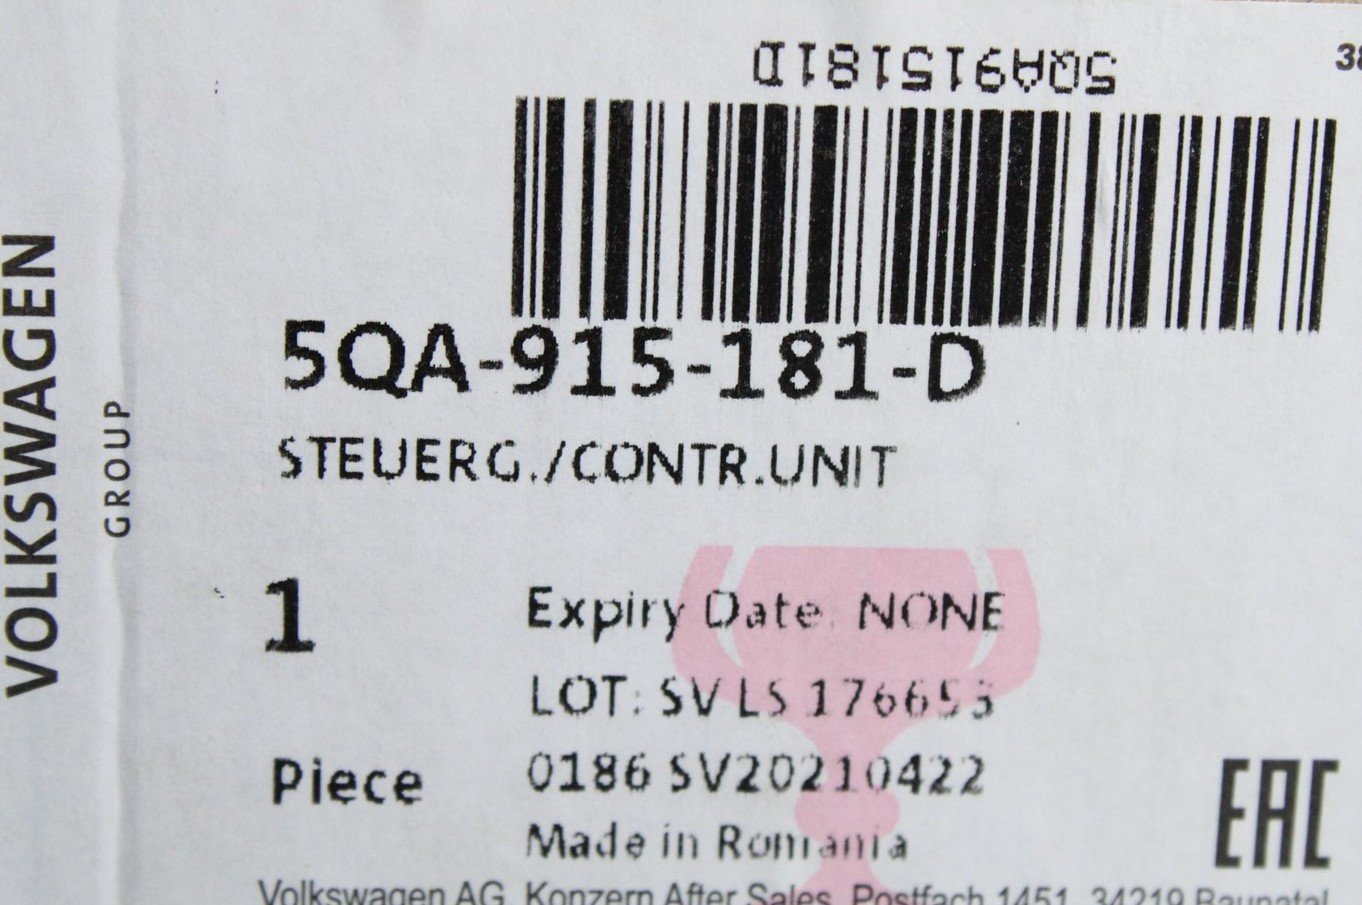 5QA915181D
38
5QA-915-181-D
STEUERG./CONTR.UNIT
1
Expiry Date: NONE
LOT: SV LS 176653
Piece
0186 SV20210422
Made in Romania
EAC
Volkswagen AG, Konzern After Sales, Postfach 1451, 34219 Baunatal
VOLKSWAGEN
GROUP